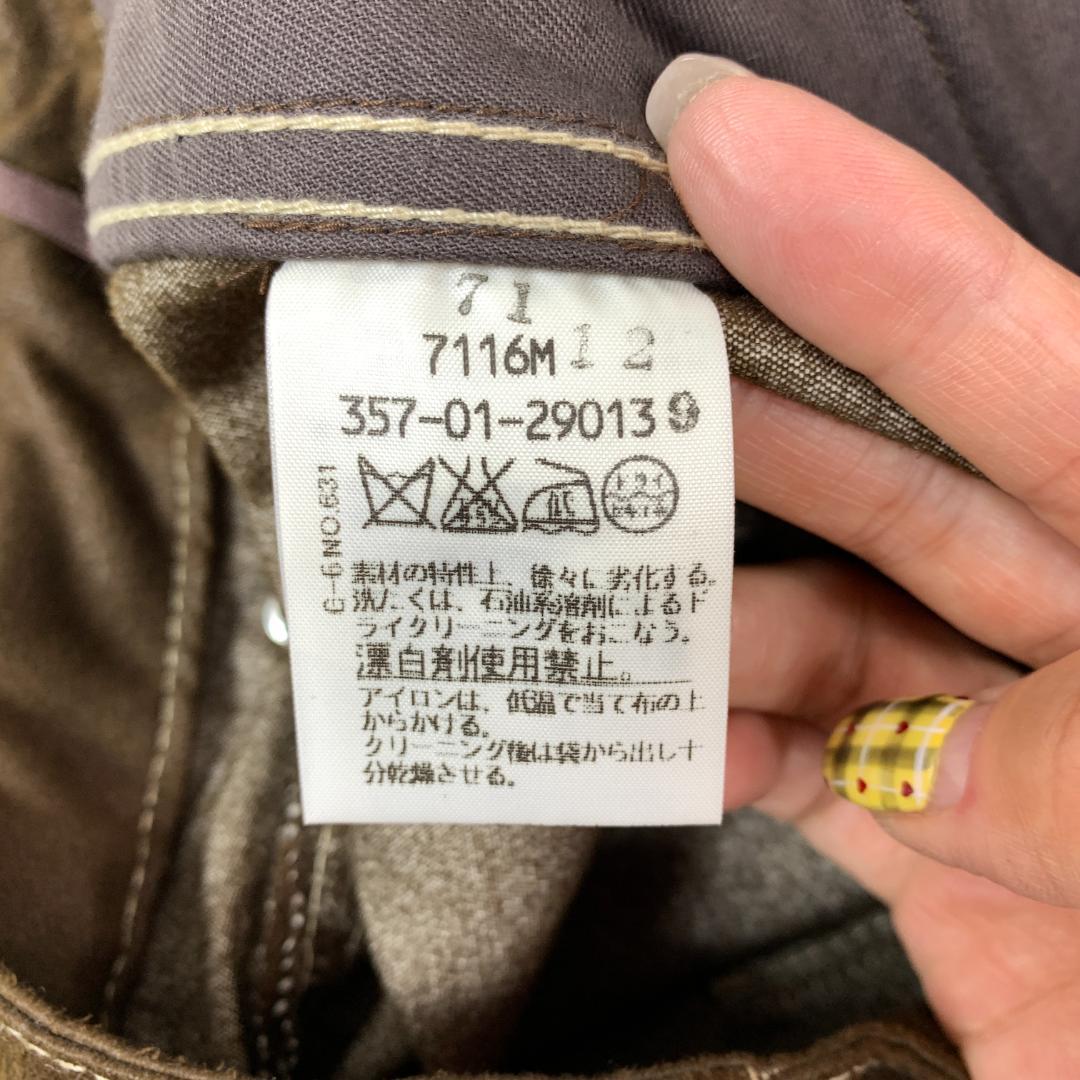 71
7116M 12
357-01-29013 9
G-6 NO.631
素材の特性上、徐々に劣化する。
洗たくは、石油系溶剤によるド
ライクリーニングをおこなう。
漂白剤使用禁止。
アイロンは、低温で当て布の上
からかける。
クリーニング後は袋から出し十
分乾燥させる。